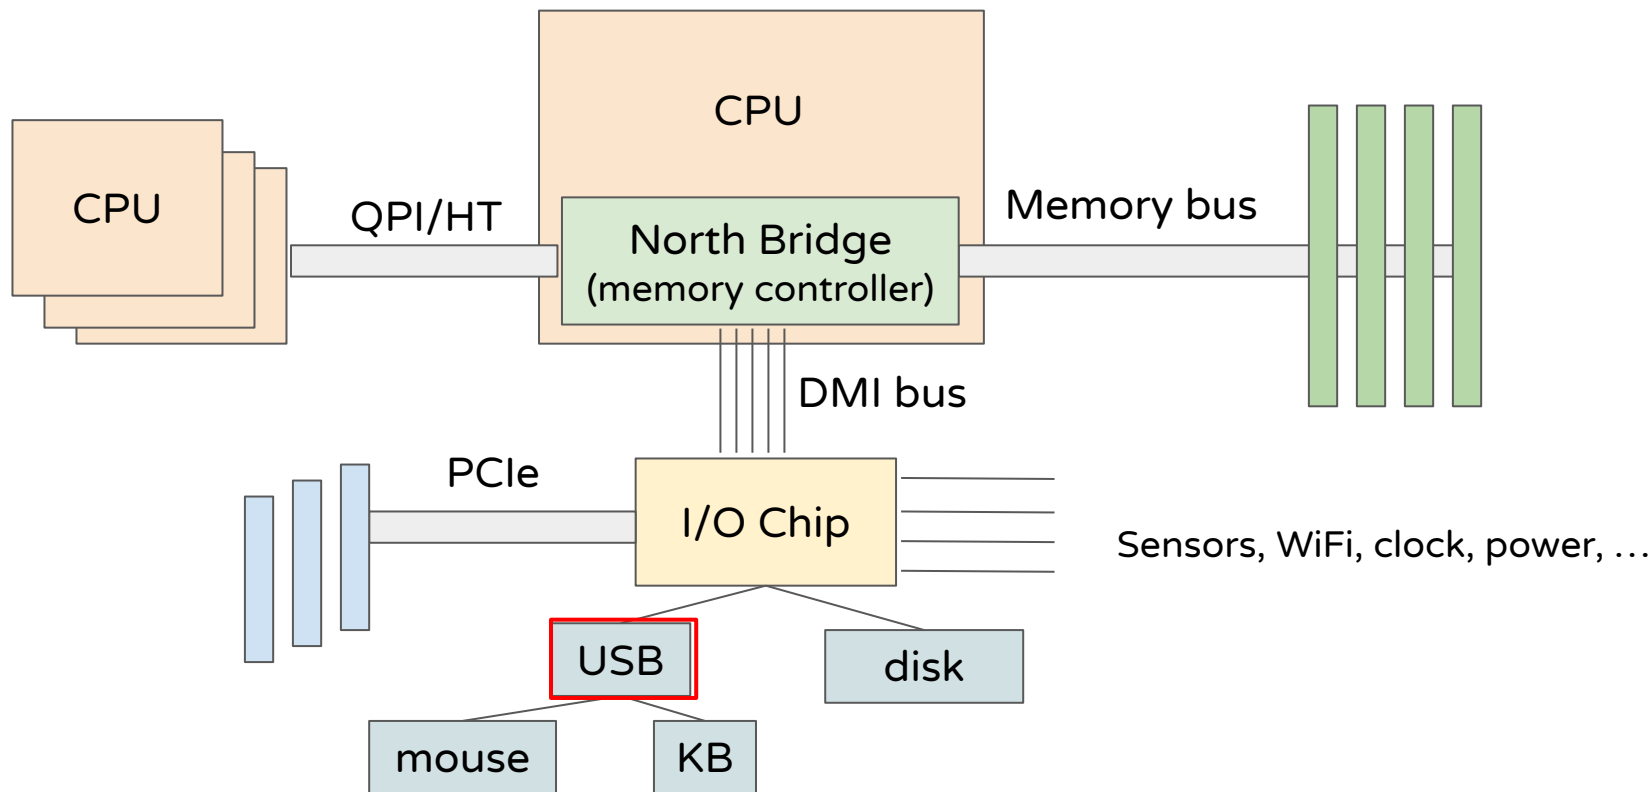 CPU
CPU
QPI/HT
North Bridge
(memory controller)
Memory bus
DMI bus
PCIe
I/O Chip
Sensors, WiFi, clock, power, …
USB
disk
mouse
KB